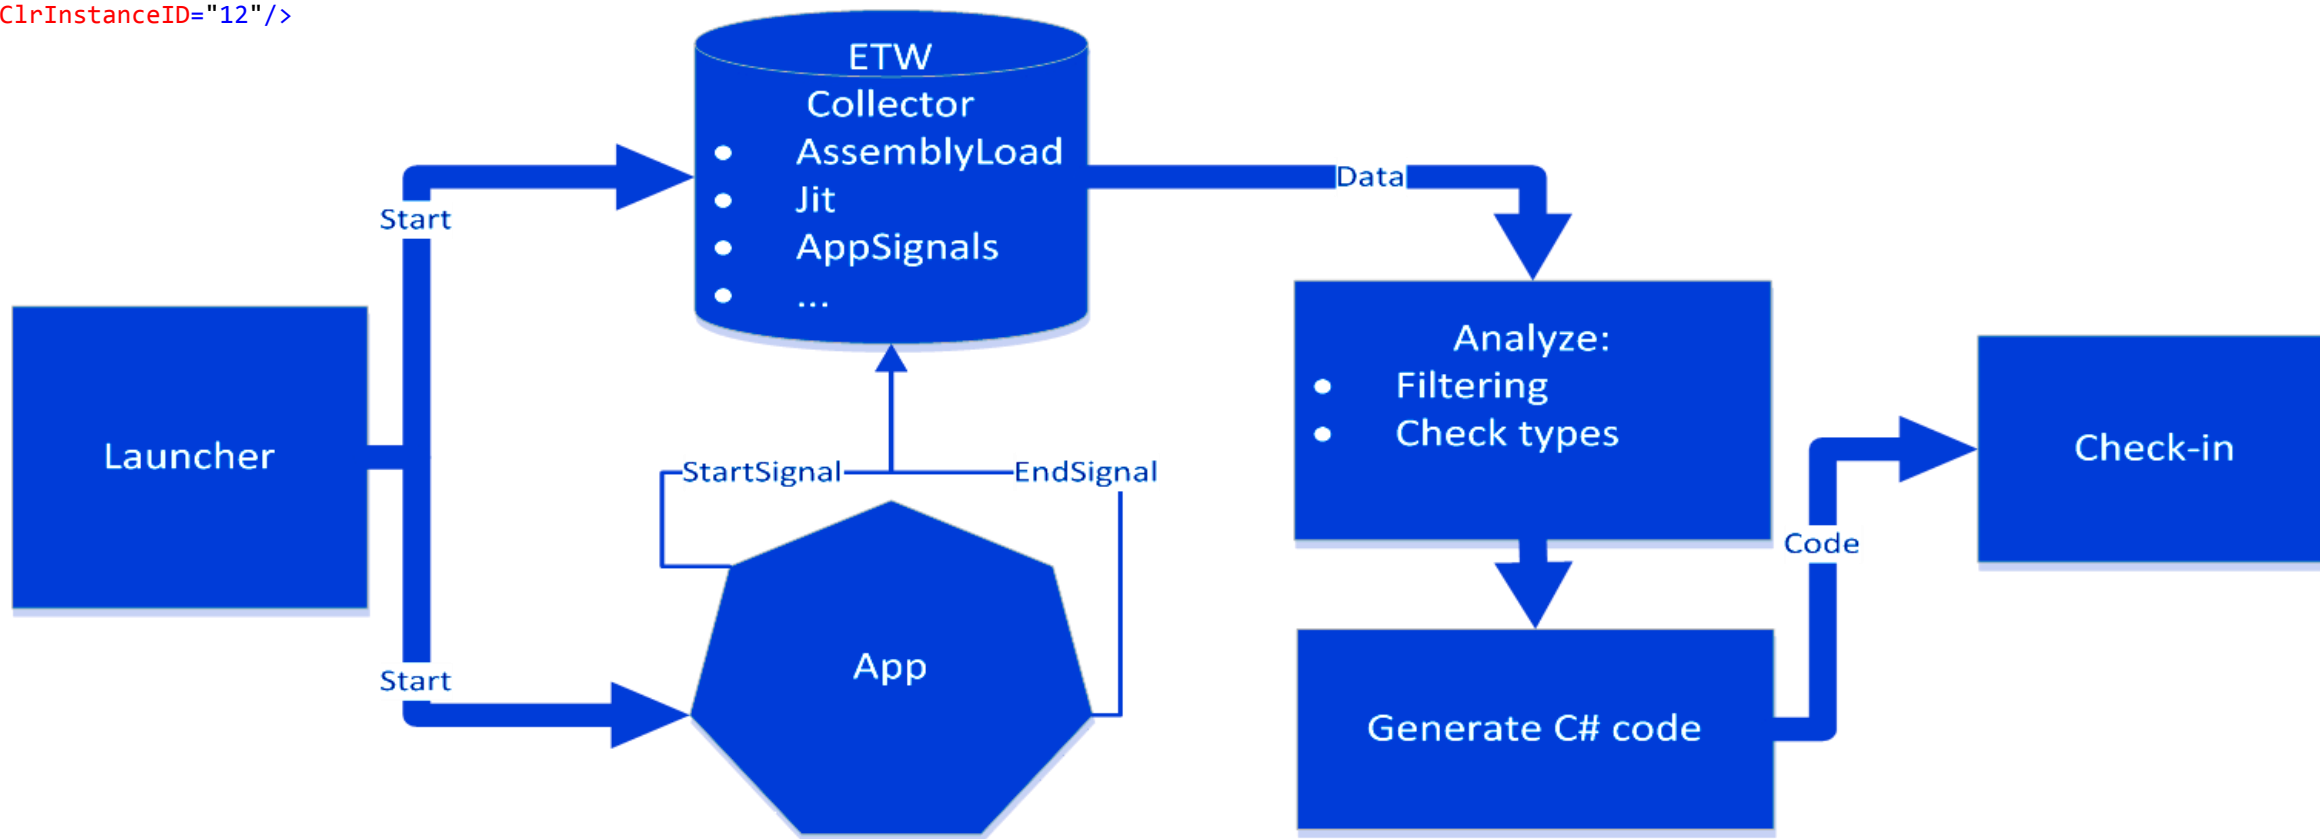 ClrInstanceID="12"/>
ETW
Collector
• AssemblyLoad
• Jit
• AppSignals
• ...
Start
Data
Launcher
StartSignal
EndSignal
App
Start
Analyze:
• Filtering
• Check types
Generate C# code
Code
Check-in